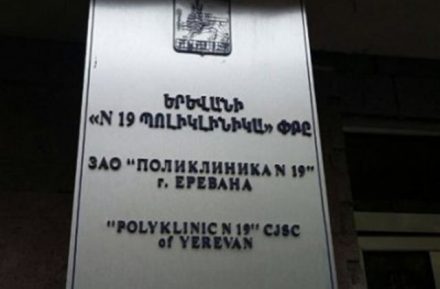 ԵՐԵՎԱՆԻ
«N 19 ՊՈԼԻԿԼԻՆԻԿԱ» ՓԲԸ
ЗАО "ПОЛИКЛИНИКА N 19"
г. ЕРЕВАНА
"POLYKLINIC N 19" CJSC
of YEREVAN